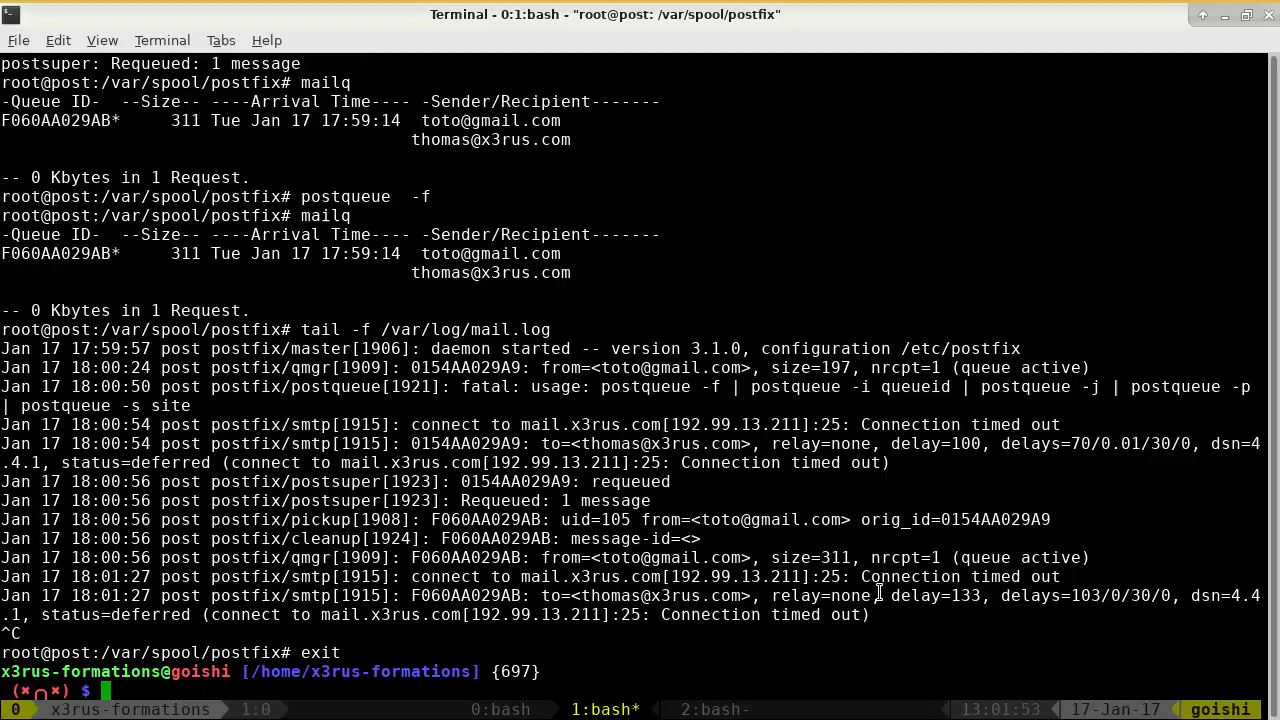 Terminal - 0:1:bash - "root@post: /var/spool/postfix"
File Edit View Terminal Tabs Help
postsuper: Requeued: 1 message
root@post:/var/spool/postfix# mailq
-Queue ID-  --Size-- ----Arrival Time---- -Sender/Recipient-------
F060AA029AB*     311 Tue Jan 17 17:59:14  toto@gmail.com
                                         thomas@x3rus.com

-- 0 Kbytes in 1 Request.
root@post:/var/spool/postfix# postqueue  -f
root@post:/var/spool/postfix# mailq
-Queue ID-  --Size-- ----Arrival Time---- -Sender/Recipient-------
F060AA029AB*     311 Tue Jan 17 17:59:14  toto@gmail.com
                                         thomas@x3rus.com

-- 0 Kbytes in 1 Request.
root@post:/var/spool/postfix# tail -f /var/log/mail.log
Jan 17 17:59:57 post postfix/master[1906]: daemon started -- version 3.1.0, configuration /etc/postfix
Jan 17 18:00:24 post postfix/qmgr[1909]: 0154AA029A9: from=<toto@gmail.com>, size=197, nrcpt=1 (queue active)
Jan 17 18:00:50 post postfix/postqueue[1921]: fatal: usage: postqueue -f | postqueue -i queueid | postqueue -j | postqueue -p
| postqueue -s site
Jan 17 18:00:54 post postfix/smtp[1915]: connect to mail.x3rus.com[192.99.13.211]:25: Connection timed out
Jan 17 18:00:54 post postfix/smtp[1915]: 0154AA029A9: to=<thomas@x3rus.com>, relay=none, delay=100, delays=70/0.01/30/0, dsn=4
.4.1, status=deferred (connect to mail.x3rus.com[192.99.13.211]:25: Connection timed out)
Jan 17 18:00:56 post postfix/postsuper[1923]: 0154AA029A9: requeued
Jan 17 18:00:56 post postfix/postsuper[1923]: Requeued: 1 message
Jan 17 18:00:56 post postfix/pickup[1908]: F060AA029AB: uid=105 from=<toto@gmail.com> orig_id=0154AA029A9
Jan 17 18:00:56 post postfix/cleanup[1924]: F060AA029AB: message-id=<>
Jan 17 18:00:56 post postfix/qmgr[1909]: F060AA029AB: from=<toto@gmail.com>, size=311, nrcpt=1 (queue active)
Jan 17 18:01:27 post postfix/smtp[1915]: connect to mail.x3rus.com[192.99.13.211]:25: Connection timed out
Jan 17 18:01:27 post postfix/smtp[1915]: F060AA029AB: to=<thomas@x3rus.com>, relay=none, delay=133, delays=103/0/30/0, dsn=4.4
.1, status=deferred (connect to mail.x3rus.com[192.99.13.211]:25: Connection timed out)
^C
root@post:/var/spool/postfix# exit
x3rus-formations@goishi [/home/x3rus-formations] {697}
(✖╭╮✖) $
0 x3rus-formations 1:0 0:bash 1:bash* 2:bash- 13:01:53 17-Jan-17 goishi